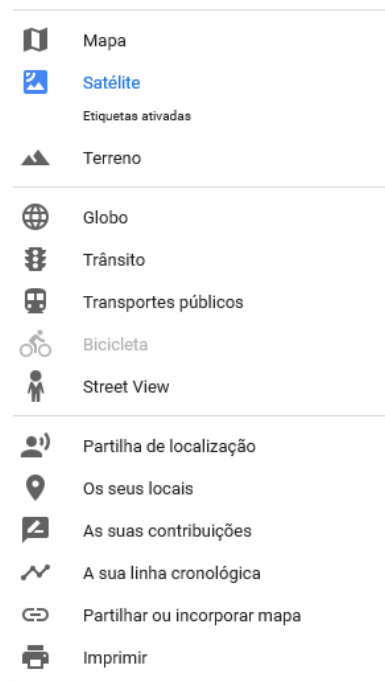 Mapa
Satélite
Etiquetas ativadas
Terreno
Globo
Trânsito
Transportes públicos
Bicicleta
Street View
Partilha de localização
Os seus locais
As suas contribuições
A sua linha cronológica
Partilhar ou incorporar mapa
Imprimir